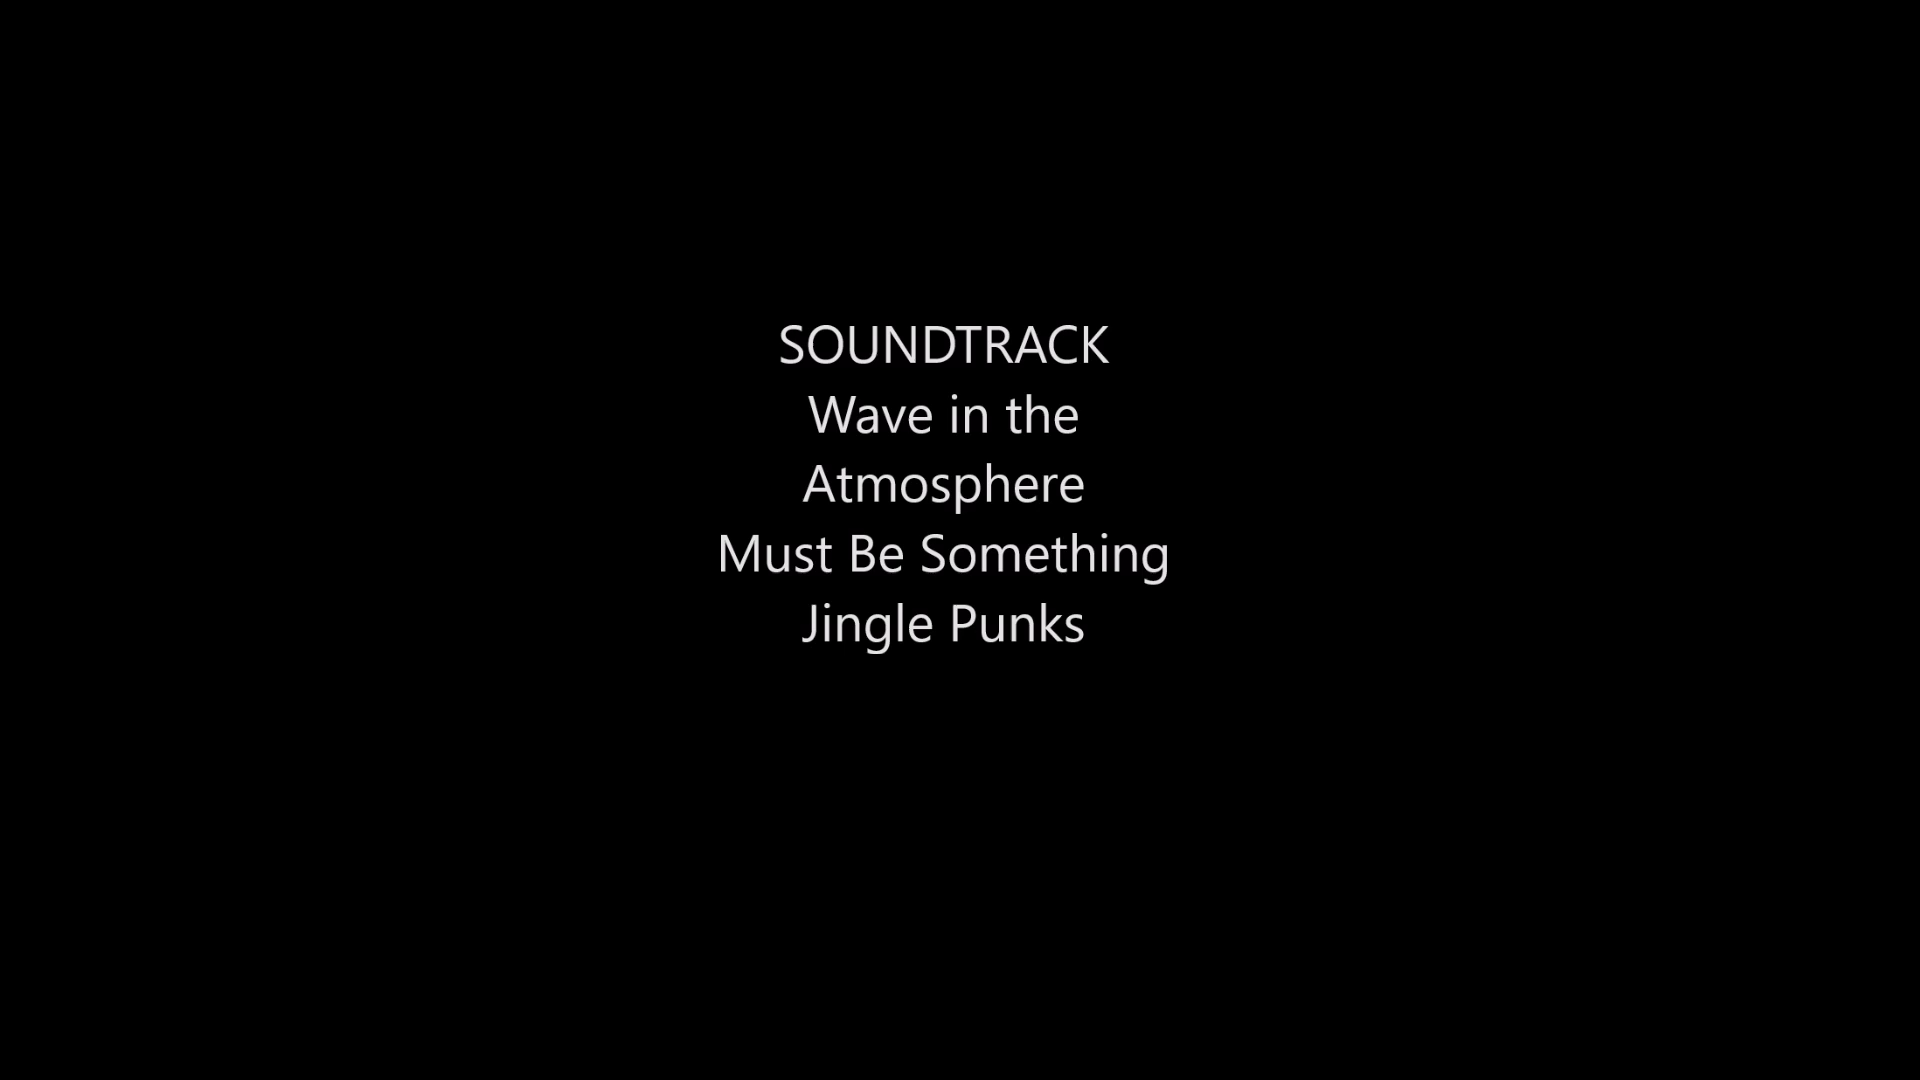 SOUNDTRACK
Wave in the
Atmosphere
Must Be Something
Jingle Punks